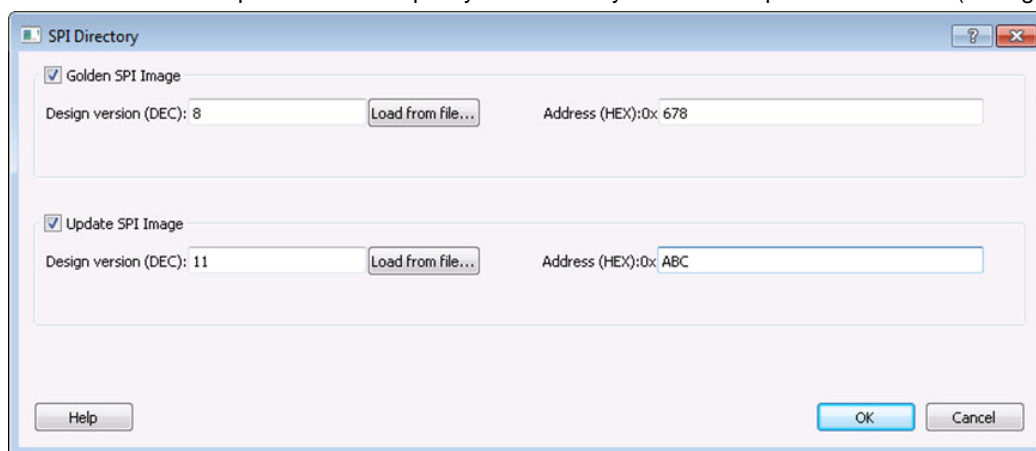 SPI Directory
Golden SPI Image
Design version (DEC): 8 Load from file... Address (HEX):0x 678
Update SPI Image
Design version (DEC): 11 Load from file... Address (HEX):0x ABC
Help OK Cancel